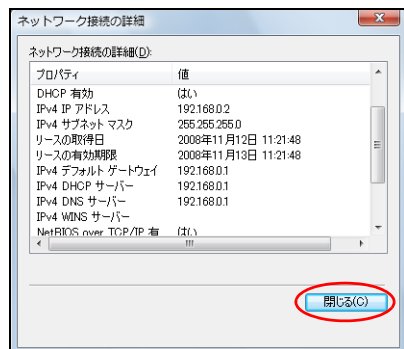 ネットワーク接続の詳細
ネットワーク接続の詳細(D):
プロパティ 値
DHCP 有効 はい
IPv4 IP アドレス 192.168.0.2
IPv4 サブネット マスク 255.255.255.0
リースの取得日 2008年11月12日 11:21:48
リースの有効期限 2008年11月13日 11:21:48
IPv4 デフォルト ゲートウェイ 192.168.0.1
IPv4 DHCP サーバー 192.168.0.1
IPv4 DNS サーバー 192.168.0.1
IPv4 WINS サーバー
NetBIOS over TCP/IP 有 はい
閉じる(C)